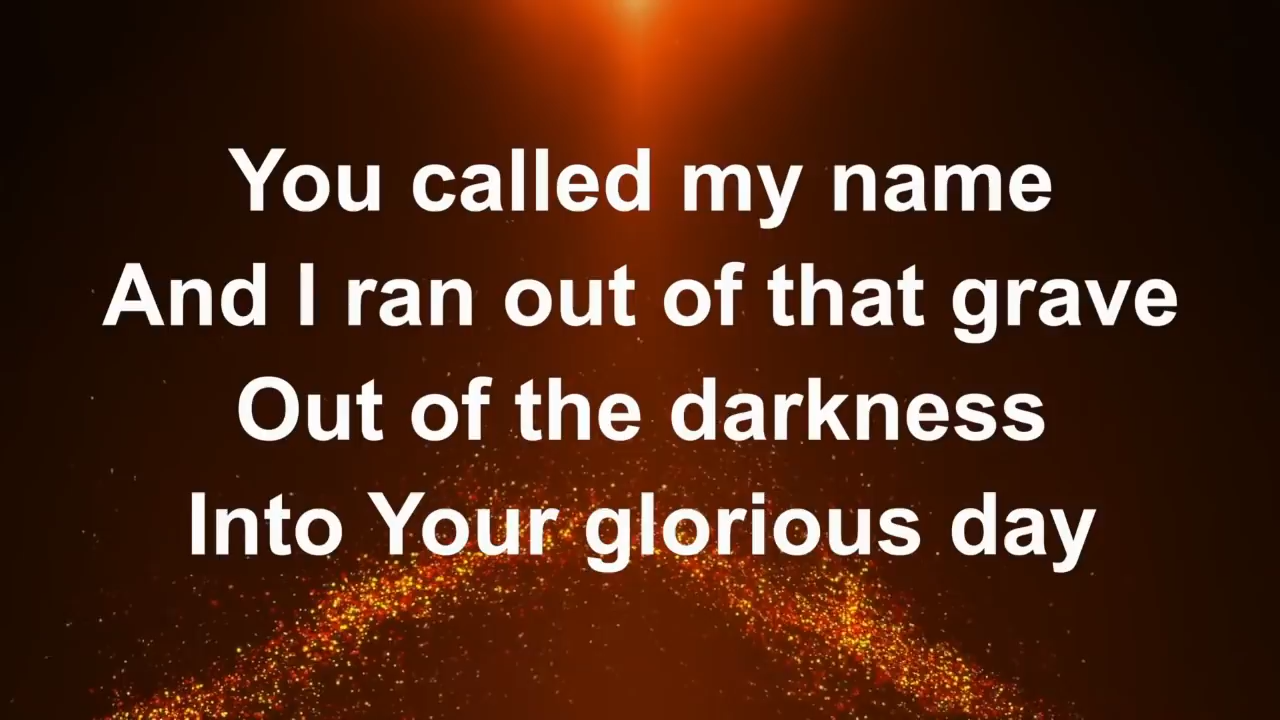 You called my name
And I ran out of that grave
Out of the darkness
Into Your glorious day